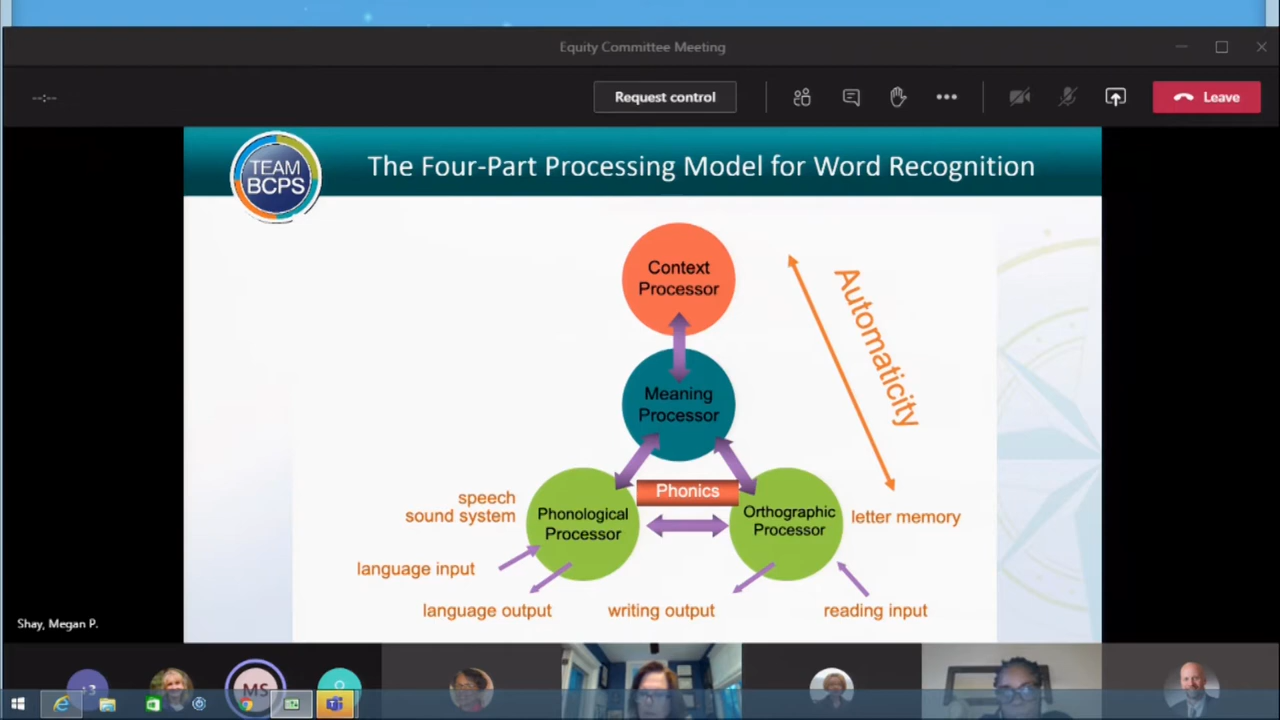 Equity Committee Meeting
--:--
Request control
Leave
TEAM
BCPS
The Four-Part Processing Model for Word Recognition
Context
Processor
Automaticity
Meaning
Processor
Phonics
speech
sound system
Phonological
Processor
Orthographic
Processor
letter memory
language input
language output
writing output
reading input
Shay, Megan P.
+3
MS